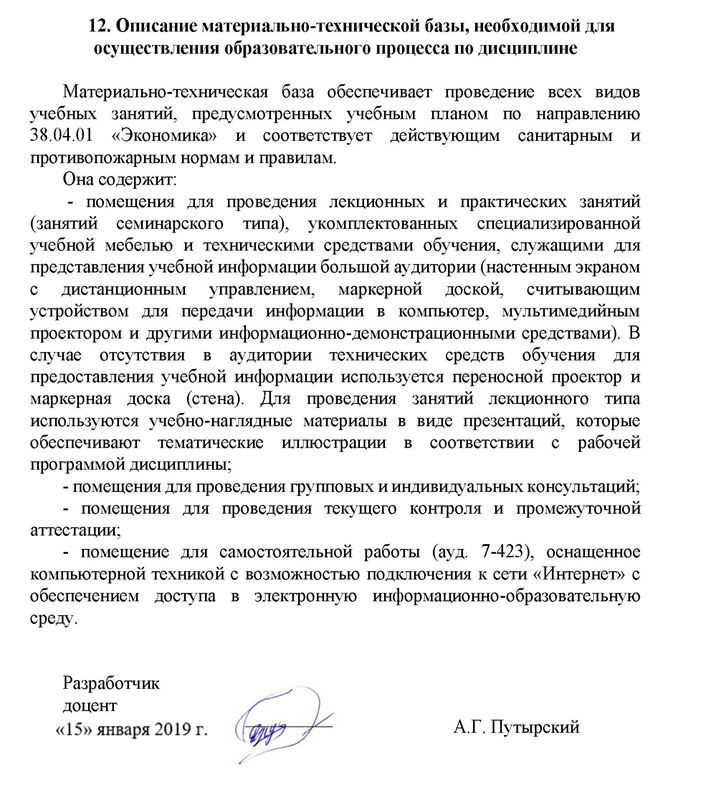 12. Описание материально-технической базы, необходимой для
осуществления образовательного процесса по дисциплине
Материально-техническая база обеспечивает проведение всех видов
учебных занятий, предусмотренных учебным планом по направлению
38.04.01 «Экономика» и соответствует действующим санитарным и
противопожарным нормам и правилам.
Она содержит:
- помещения для проведения лекционных и практических занятий
(занятий семинарского типа), укомплектованных специализированной
учебной мебелью и техническими средствами обучения, служащими для
представления учебной информации большой аудитории (настенным экраном
с дистанционным управлением, маркерной доской, считывающим
устройством для передачи информации в компьютер, мультимедийным
проектором и другими информационно-демонстрационными средствами). В
случае отсутствия в аудитории технических средств обучения для
предоставления учебной информации используется переносной проектор и
маркерная доска (стена). Для проведения занятий лекционного типа
используются учебно-наглядные материалы в виде презентаций, которые
обеспечивают тематические иллюстрации в соответствии с рабочей
программой дисциплины;
- помещения для проведения групповых и индивидуальных консультаций;
- помещения для проведения текущего контроля и промежуточной
аттестации;
- помещение для самостоятельной работы (ауд. 7-423), оснащенное
компьютерной техникой с возможностью подключения к сети «Интернет» с
обеспечением доступа в электронную информационно-образовательную
среду.
Разработчик
доцент
«15» января 2019 г. А.Г. Путырский